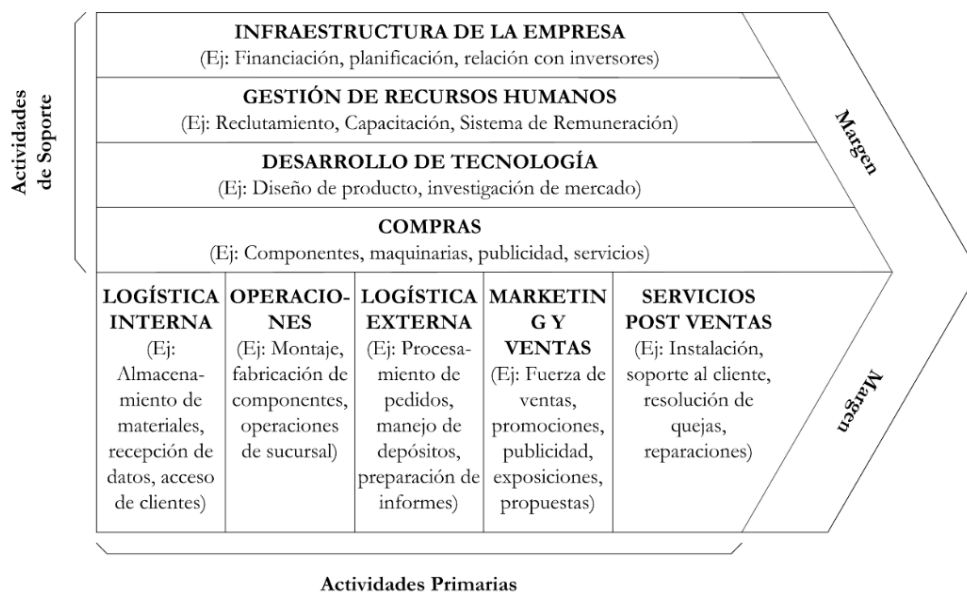 Actividades
de Soporte
INFRAESTRUCTURA DE LA EMPRESA
(Ej: Financiación, planificación, relación con inversores)
GESTIÓN DE RECURSOS HUMANOS
(Ej: Reclutamiento, Capacitación, Sistema de Remuneración)
DESARROLLO DE TECNOLOGÍA
(Ej: Diseño de producto, investigación de mercado)
COMPRAS
(Ej: Componentes, maquinarias, publicidad, servicios)
Margen
LOGÍSTICA
INTERNA
(Ej:
Almacena-
miento de
materiales,
recepción de
datos, acceso
de clientes)
OPERACIO-
NES
(Ej: Montaje,
fabricación de
componentes,
operaciones
de sucursal)
LOGÍSTICA
EXTERNA
(Ej: Procesa-
miento de
pedidos,
manejo de
depósitos,
preparación de
informes)
MARKETIN
G Y
VENTAS
(Ej: Fuerza de
ventas,
promociones,
publicidad,
exposiciones,
propuestas)
SERVICIOS
POST VENTAS
(Ej: Instalación,
soporte al cliente,
resolución de
quejas,
reparaciones)
Margen
Actividades Primarias